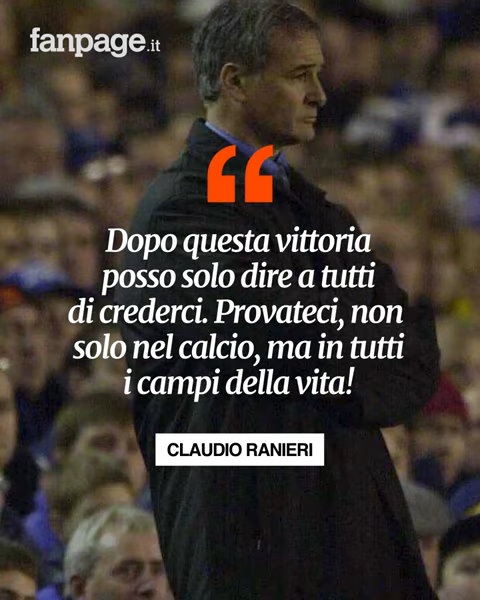 fanpage.it
“
Dopo questa vittoria
posso solo dire a tutti
di crederci. Provateci, non
solo nel calcio, ma in tutti
i campi della vita!
CLAUDIO RANIERI